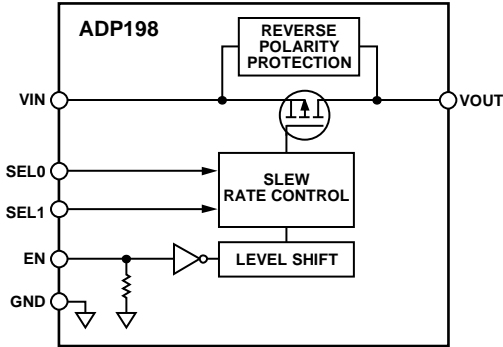 ADP198
REVERSE
POLARITY
PROTECTION
VIN
VOUT
SEL0
SLEW
RATE CONTROL
SEL1
EN
LEVEL SHIFT
GND